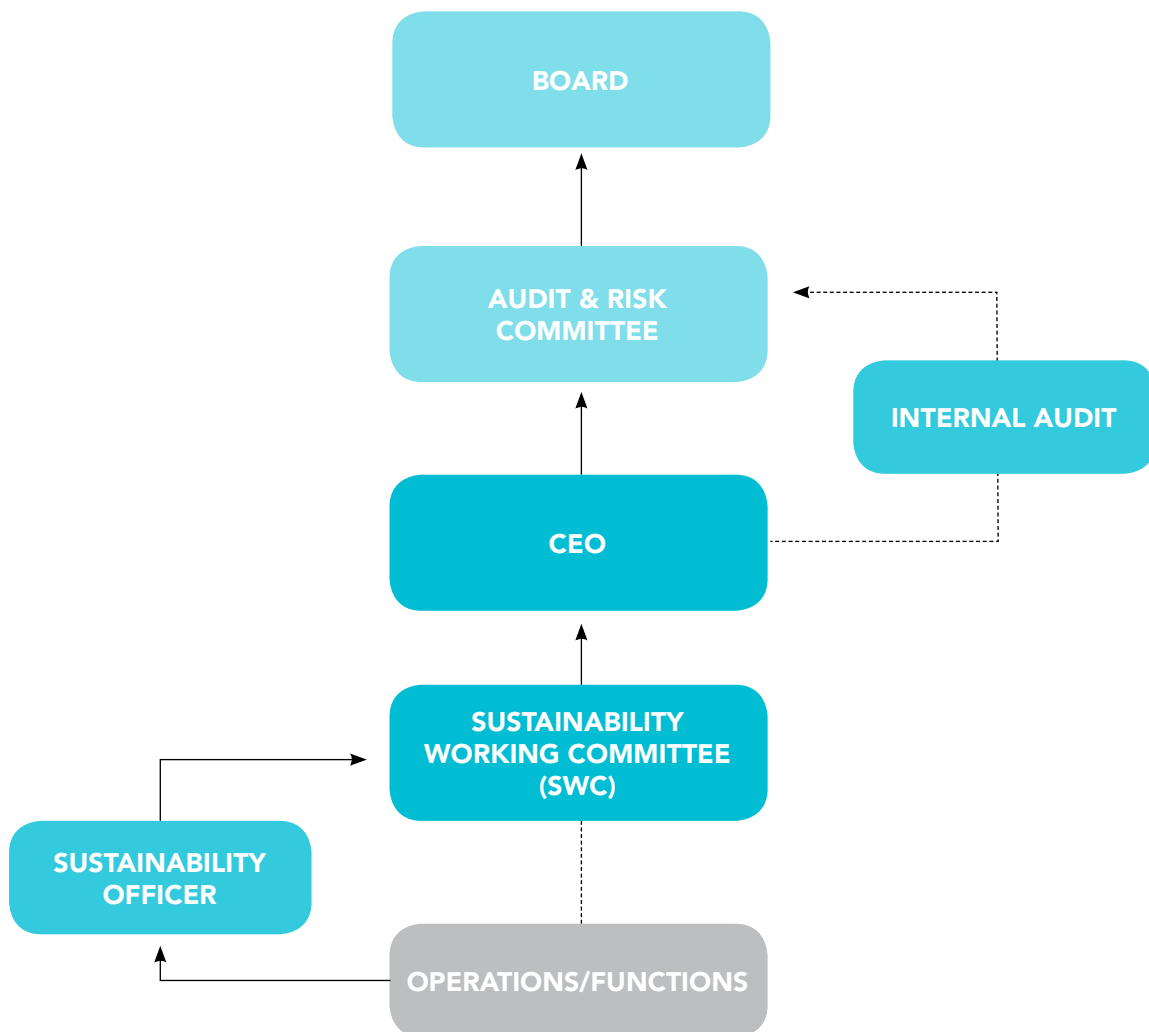 BOARD
AUDIT & RISK
COMMITTEE
INTERNAL AUDIT
CEO
SUSTAINABILITY
WORKING COMMITTEE
(SWC)
SUSTAINABILITY
OFFICER
OPERATIONS/FUNCTIONS